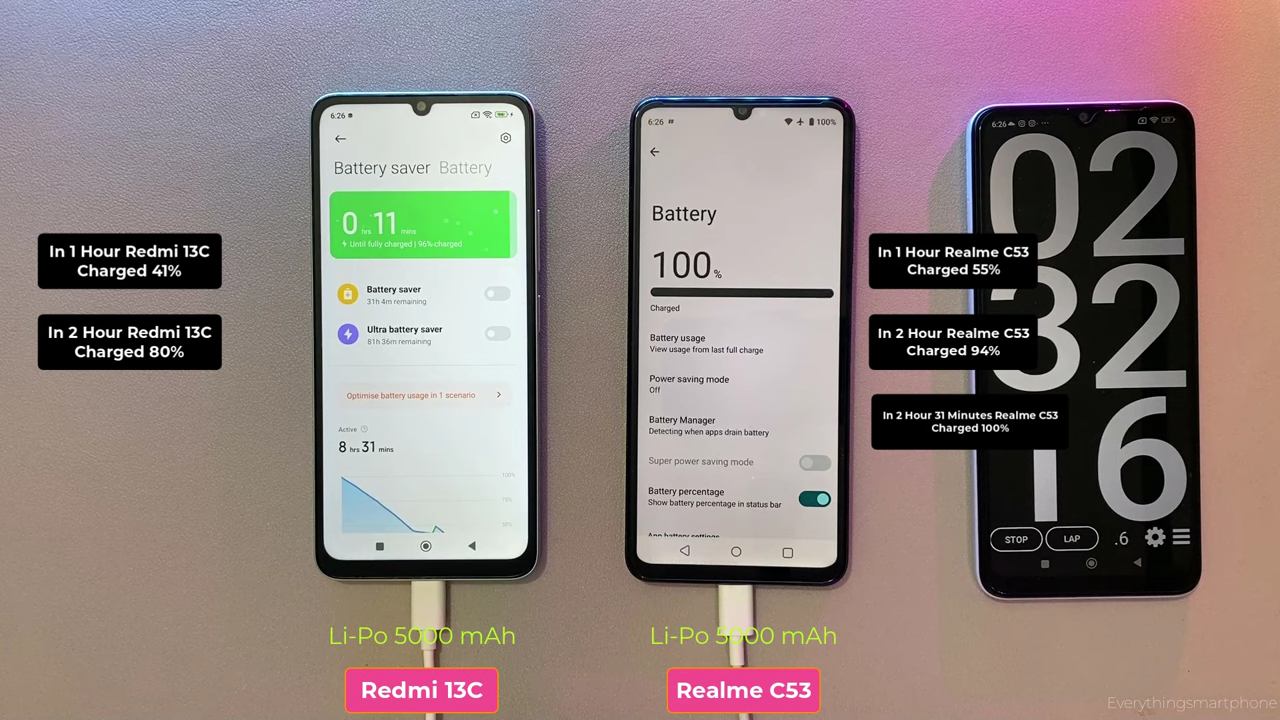 In 1 Hour Redmi 13C
Charged 41%
In 2 Hour Redmi 13C
Charged 80%
6:26
Battery saver Battery
0 hrs 11 mins
Until fully charged | 96% charged
Battery saver
31h 4m remaining
Ultra battery saver
81h 36m remaining
Optimise battery usage in 1 scenario
Active
8 hrs 31 mins
100%
75%
50%
Li-Po 5000 mAh
Redmi 13C
6:26 100%
Battery
100%
Charged
Battery usage
View usage from last full charge
Power saving mode
Off
Battery Manager
Detecting when apps drain battery
Super power saving mode
Battery percentage
Show battery percentage in status bar
App battery settings
Li-Po 5000 mAh
Realme C53
In 1 Hour Realme C53
Charged 55%
In 2 Hour Realme C53
Charged 94%
In 2 Hour 31 Minutes Realme C53
Charged 100%
6:26
02
32
16
STOP LAP .6
Everythingsmartphone